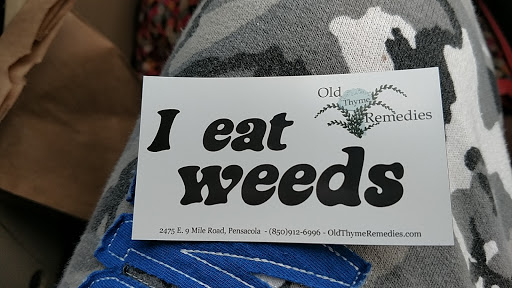 Old
Thyme
Remedies
I eat
weeds
2475 E. 9 Mile Road, Pensacola - (850)912-6996 - OldThymeRemedies.com